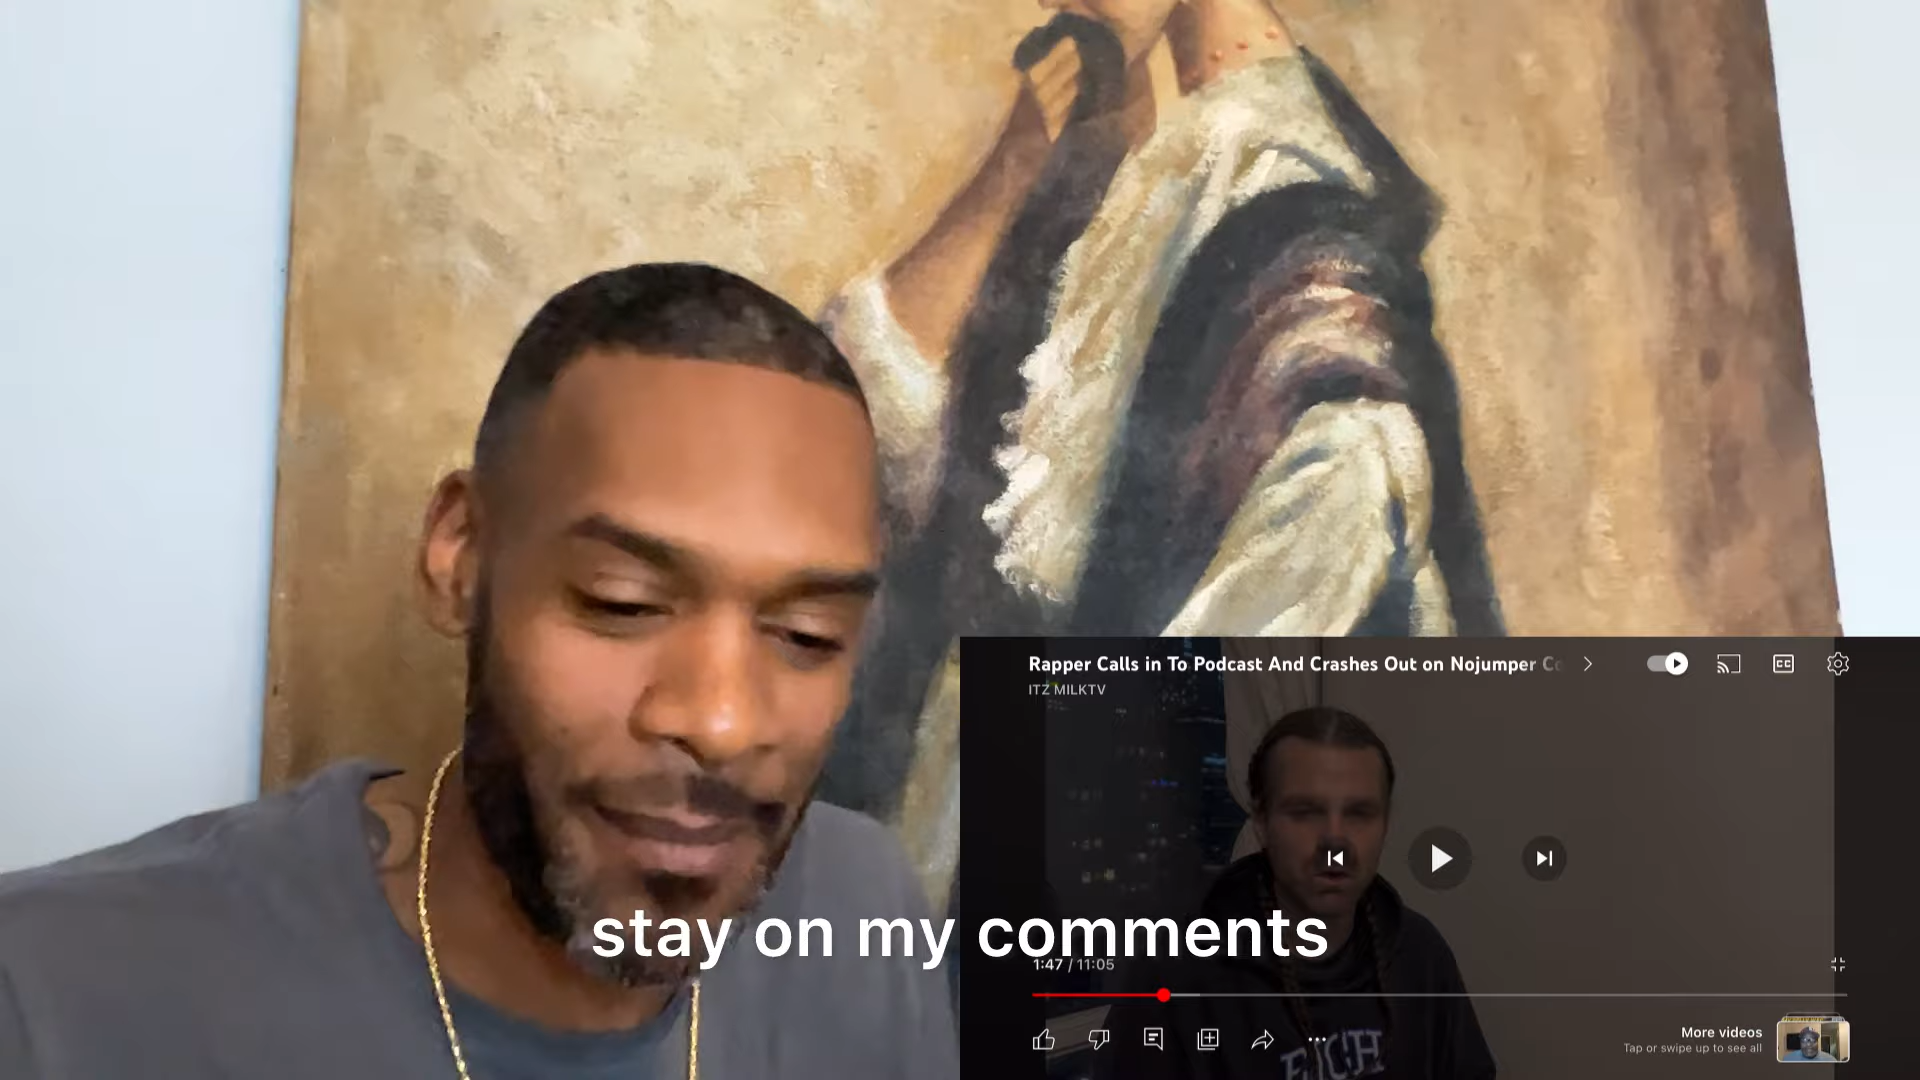 Rapper Calls in To Podcast And Crashes Out on Nojumper
ITZ MILKTV
CC
stay on my comments
1:47 / 11:05
More videos
Tap or swipe up to see all